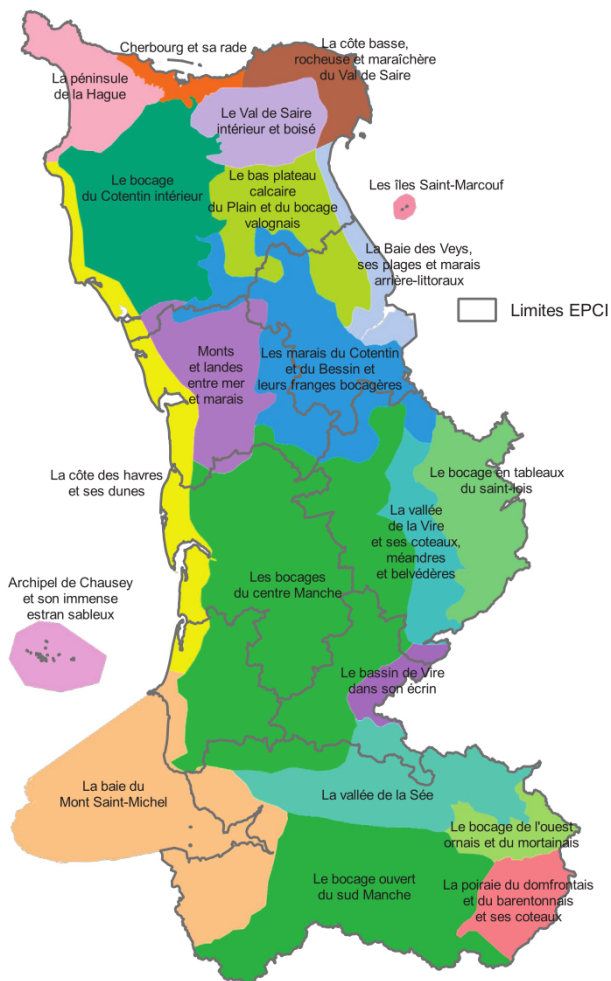 Cherbourg et sa rade
La côte basse,
rocheuse et maraîchère
du Val de Saire
La péninsule
de la Hague
Le Val de Saire
intérieur et boisé
Le bocage
du Cotentin intérieur
Le bas plateau
calcaire
du Plain et du bocage
valognais
Les îles Saint-Marcouf
La Baie des Veys,
ses plages et marais
arrière-littoraux
Limites EPCI
Monts
et landes
entre mer
et marais
Les marais du Cotentin
et du Bessin et
leurs franges bocagères
La côte des havres
et ses dunes
Le bocage en tableaux
du saint-lois
La vallée
de la Vire
et ses coteaux,
méandres
et belvédères
Les bocages
du centre Manche
Archipel de Chausey
et son immense
estran sableux
Le bassin de Vire
dans son écrin
La baie du
Mont Saint-Michel
La vallée de la Sée
Le bocage de l'ouest
ornais et du mortainais
Le bocage ouvert
du sud Manche
La poiraie du domfrontais
et du barentonnais
et ses coteaux